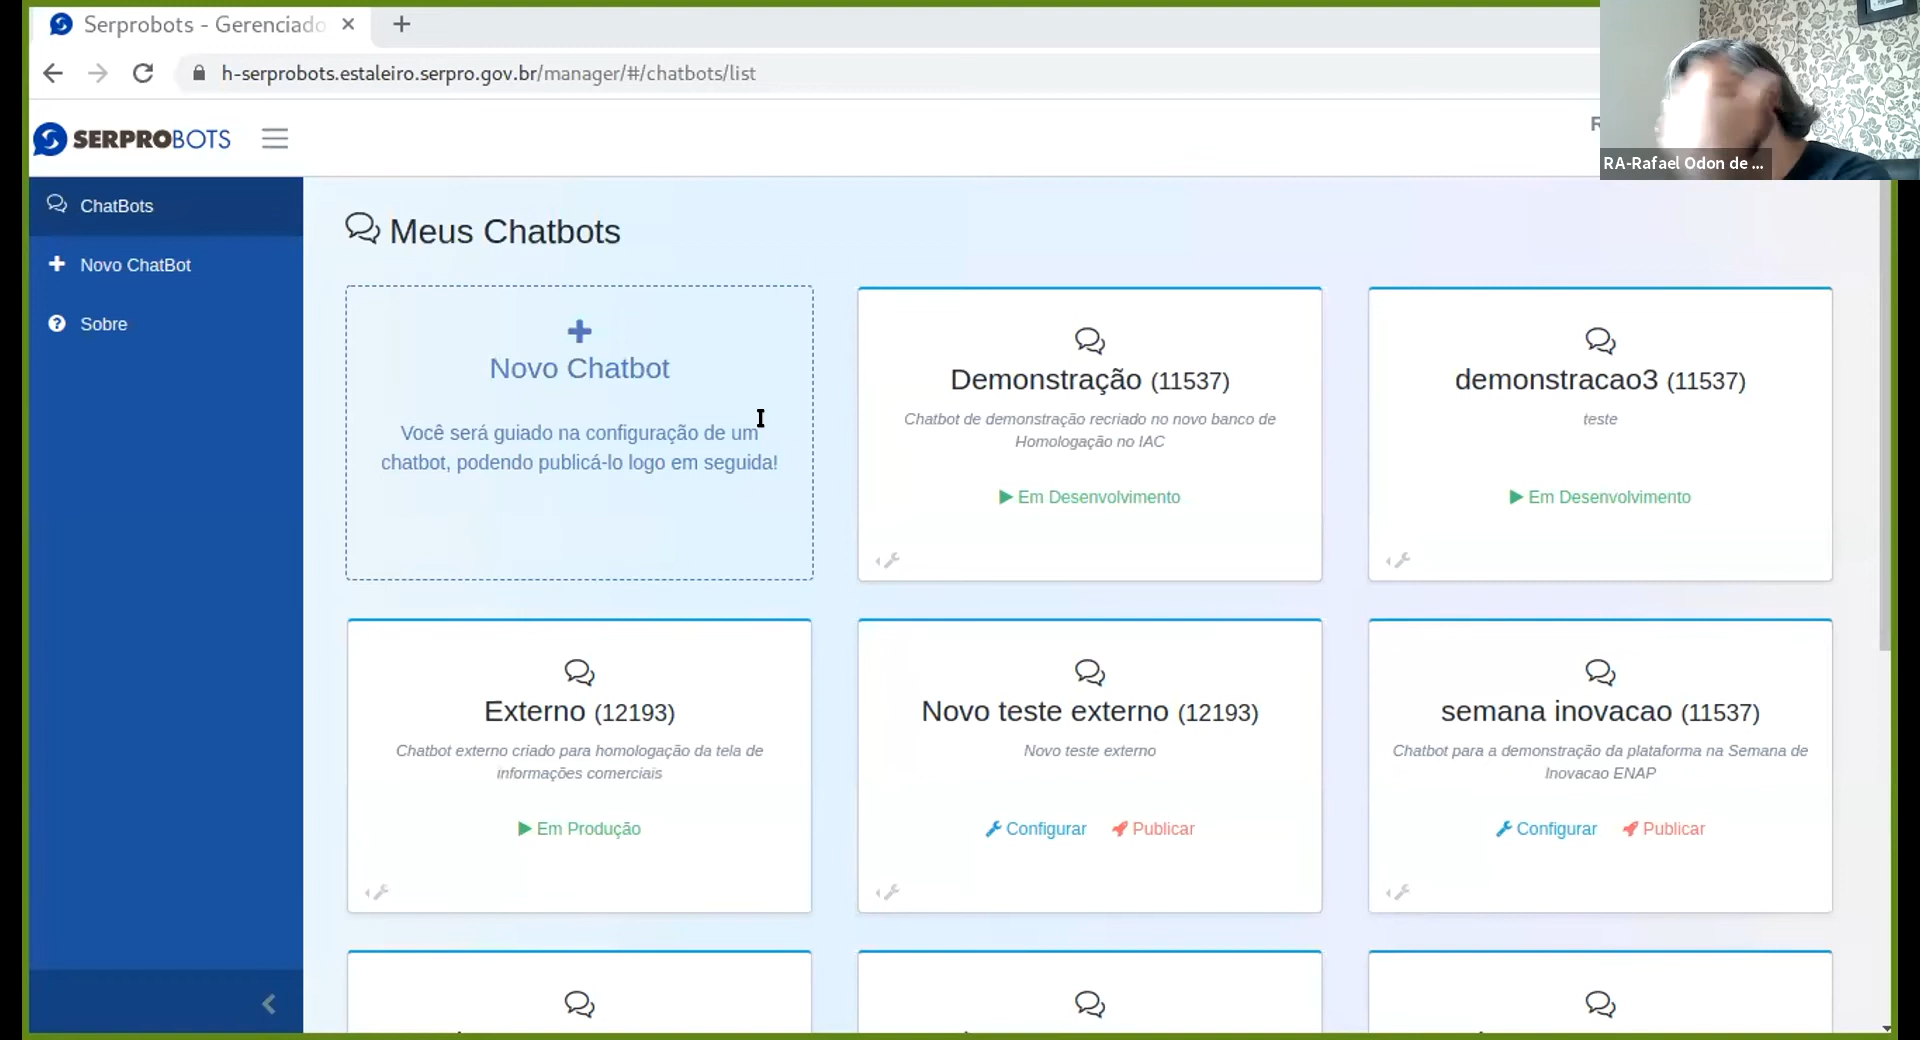 Serprobots - Gerenciado
h-serprobots.estaleiro.serpro.gov.br/manager/#/chatbots/list
SERPROBOTS
R
RA-Rafael Odon de ...
ChatBots
Novo ChatBot
Sobre
Meus Chatbots
Novo Chatbot
Você será guiado na configuração de um
chatbot, podendo publicá-lo logo em seguida!
Demonstração (11537)
Chatbot de demonstração recriado no novo banco de
Homologação no IAC
Em Desenvolvimento
demonstracao3 (11537)
teste
Em Desenvolvimento
Externo (12193)
Chatbot externo criado para homologação da tela de
informações comerciais
Em Produção
Novo teste externo (12193)
Novo teste externo
Configurar Publicar
semana inovacao (11537)
Chatbot para a demonstração da plataforma na Semana de
Inovacao ENAP
Configurar Publicar